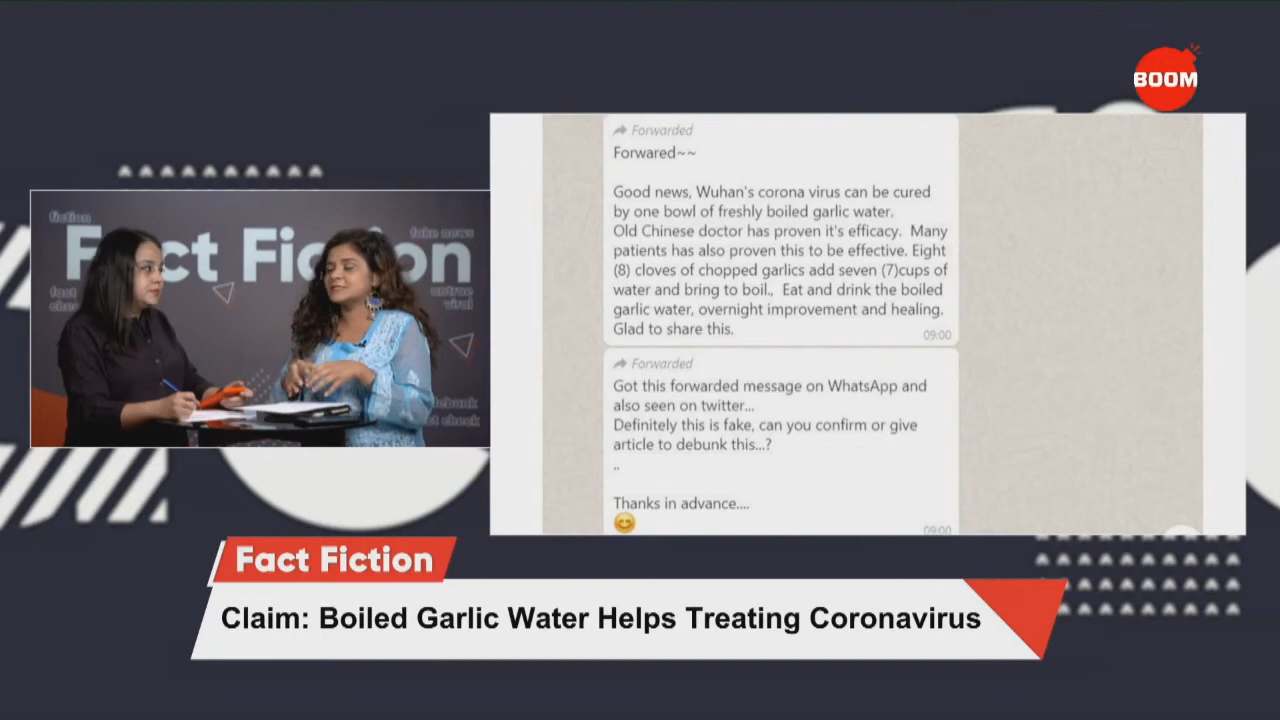 BOOM
Forwarded
Forwared~~
Good news, Wuhan's corona virus can be cured
by one bowl of freshly boiled garlic water.
Old Chinese doctor has proven it's efficacy. Many
patients has also proven this to be effective. Eight
(8) cloves of chopped garlics add seven (7)cups of
water and bring to boil., Eat and drink the boiled
garlic water, overnight improvement and healing.
Glad to share this.
09:00
Forwarded
Got this forwarded message on WhatsApp and
also seen on twitter...
Definitely this is fake, can you confirm or give
article to debunk this...?
..
Thanks in advance....
09:00
fiction
fake news
Fact Fiction
viral
Fact Fiction
Claim: Boiled Garlic Water Helps Treating Coronavirus